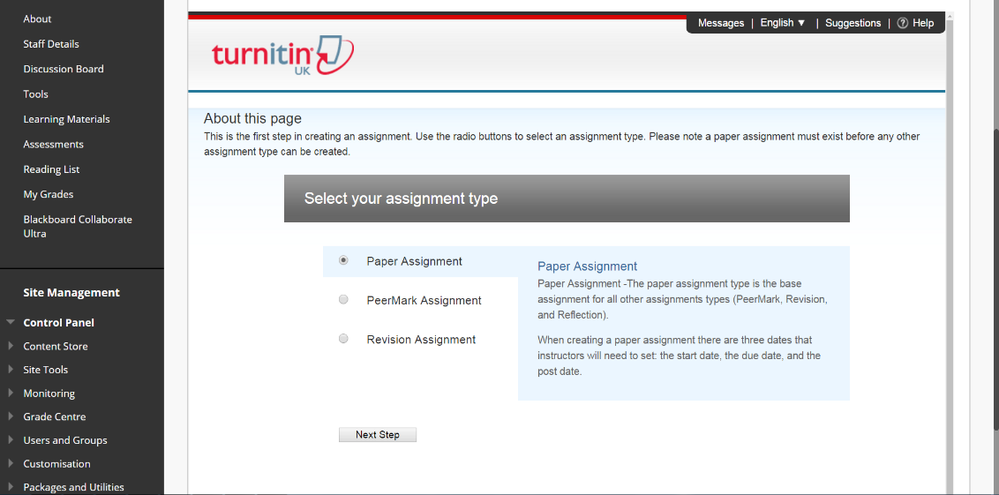 About
Staff Details
Discussion Board
Tools
Learning Materials
Assessments
Reading List
My Grades
Blackboard Collaborate
Ultra
Site Management
Control Panel
Content Store
Site Tools
Monitoring
Grade Centre
Users and Groups
Customisation
Packages and Utilities
Messages | English ▼ | Suggestions | ? Help
turnitin
UK
About this page
This is the first step in creating an assignment. Use the radio buttons to select an assignment type. Please note a paper assignment must exist before any other
assignment type can be created.
Select your assignment type
Paper Assignment
PeerMark Assignment
Revision Assignment
Paper Assignment
Paper Assignment -The paper assignment type is the base
assignment for all other assignments types (PeerMark, Revision,
and Reflection).
When creating a paper assignment there are three dates that
instructors will need to set: the start date, the due date, and the
post date.
Next Step